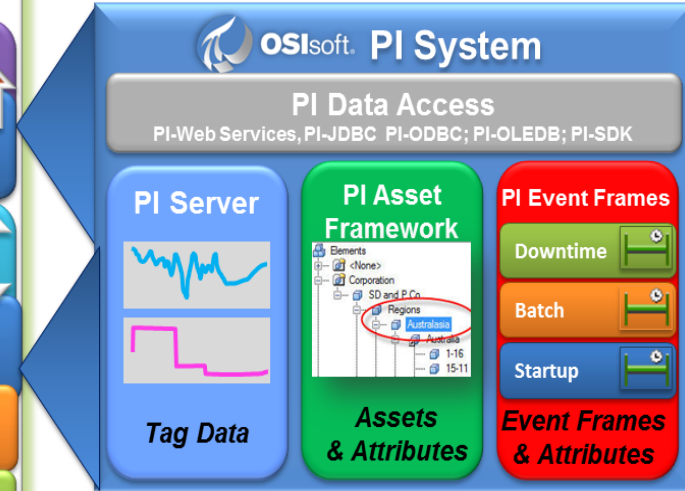 OSIsoft. PI System
PI Data Access
PI-Web Services, PI-JDBC PI-ODBC; PI-OLEDB; PI-SDK
PI Server
Tag Data
PI Asset
Framework
Elements
<None>
Corporation
SD and P Co
Regions
Australasia
Australia
1-16
15-11
Assets
& Attributes
PI Event Frames
Downtime
Batch
Startup
Event Frames
& Attributes